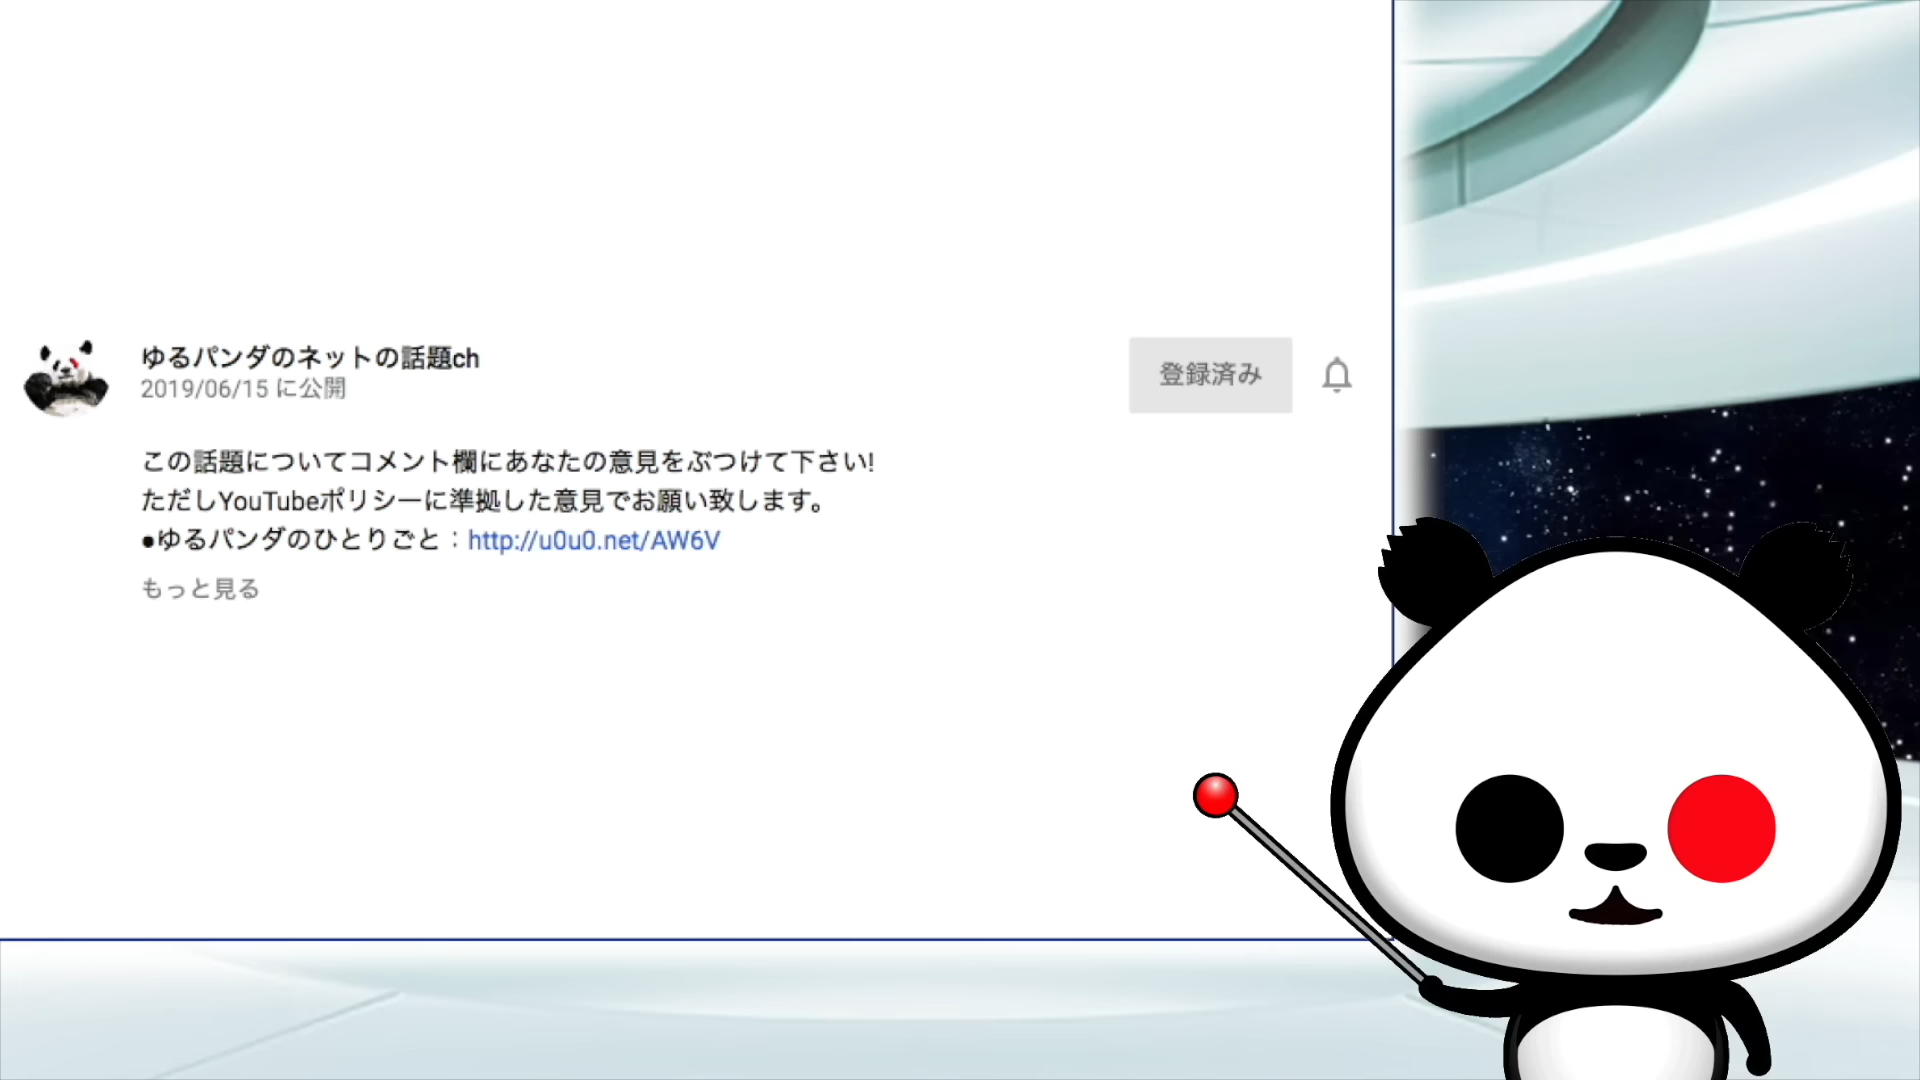 ゆるパンダのネットの話題ch
2019/06/15 に公開
登録済み
この話題についてコメント欄にあなたの意見をぶつけて下さい!
ただしYouTubeポリシーに準拠した意見でお願い致します。
●ゆるパンダのひとりごと：http://u0u0.net/AW6V
もっと見る